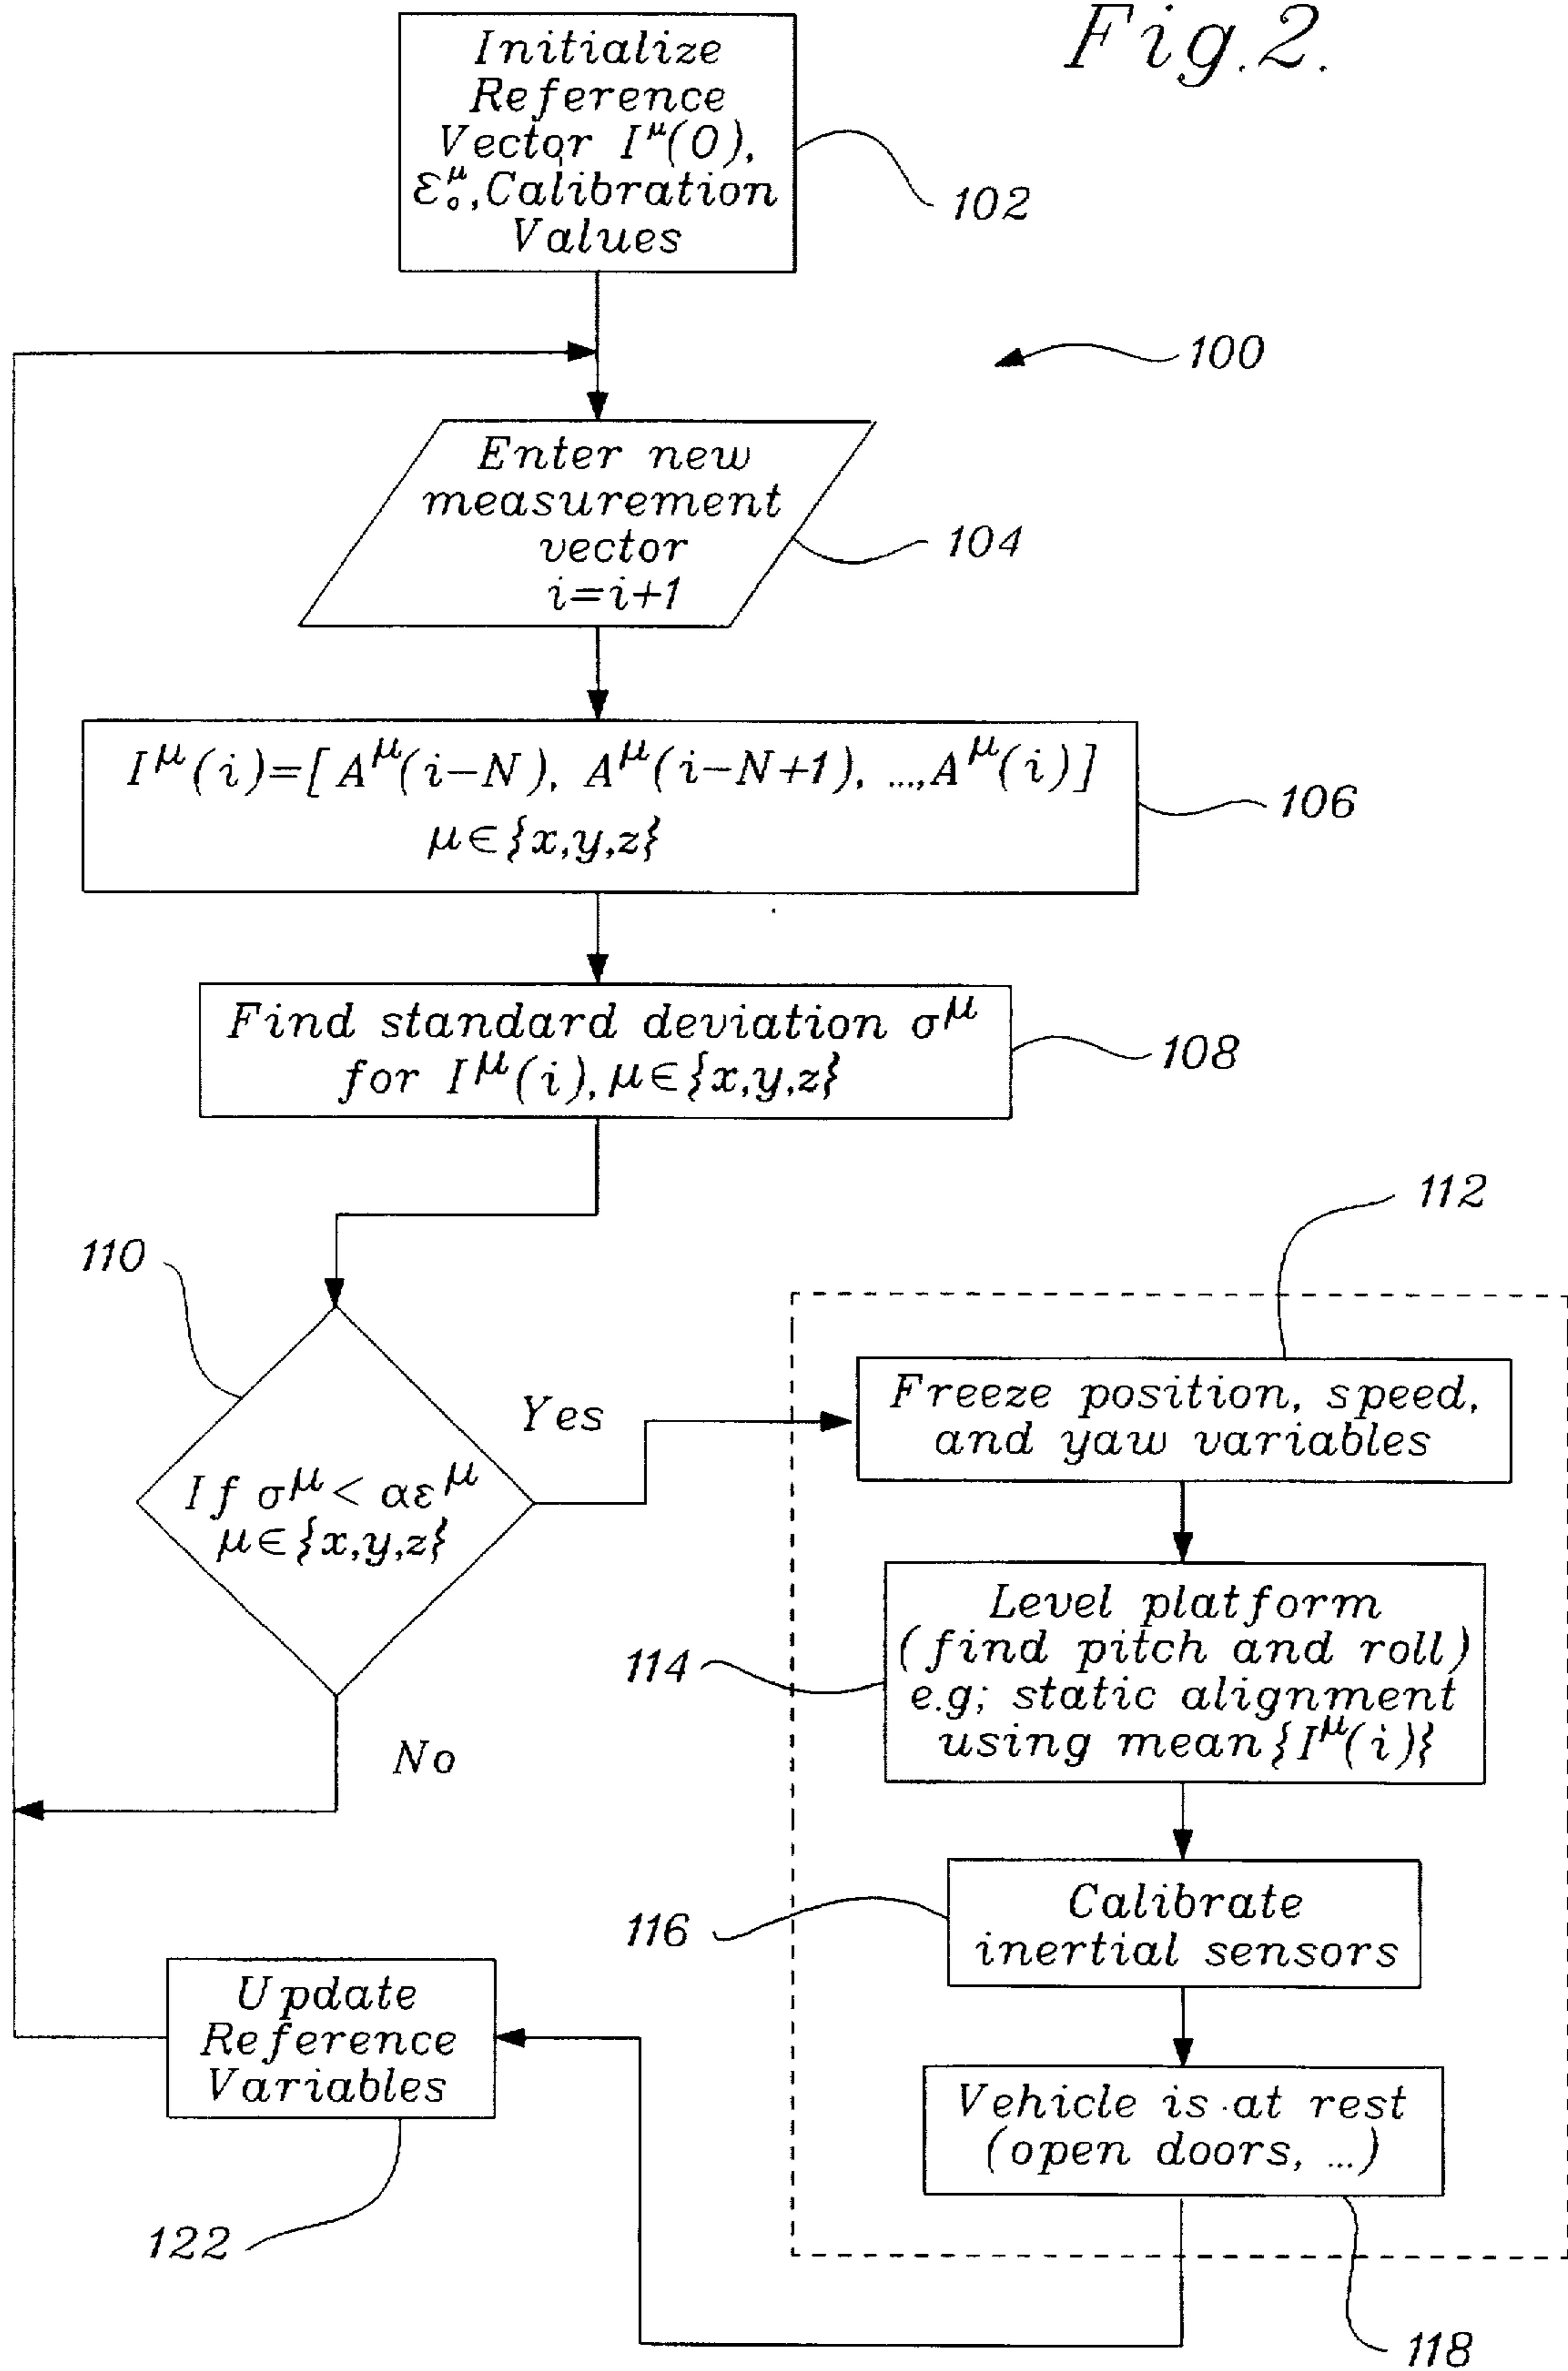 Fig.2.
Initialize
Reference
Vector I^μ(0),
ε_o^μ, Calibration
Values
102
100
Enter new
measurement
vector
i=i+1
104
I^μ(i)=[A^μ(i-N), A^μ(i-N+1), ...,A^μ(i)]
μ∈{x,y,z}
106
Find standard deviation σ^μ
for I^μ(i), μ∈{x,y,z}
108
110
If σ^μ < αε^μ
μ∈{x,y,z}
Yes
No
112
Freeze position, speed,
and yaw variables
114
Level platform
(find pitch and roll)
e.g; static alignment
using mean{I^μ(i)}
116
Calibrate
inertial sensors
Vehicle is at rest
(open doors, ...)
118
Update
Reference
Variables
122